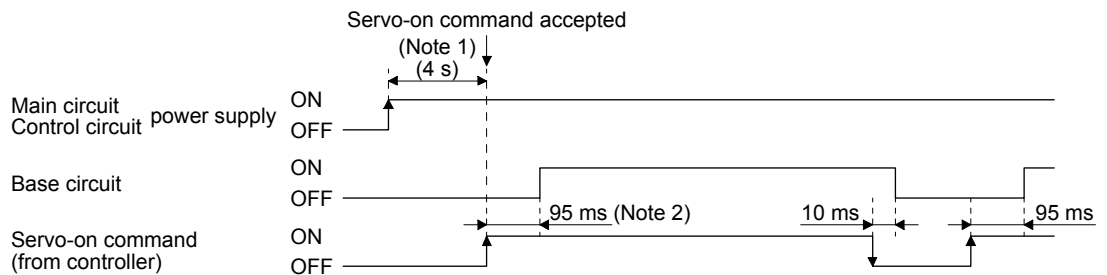 Servo-on command accepted
(Note 1)
(4 s)
Main circuit
Control circuit power supply
ON
OFF
Base circuit
ON
OFF
95 ms (Note 2)
10 ms
95 ms
Servo-on command
(from controller)
ON
OFF